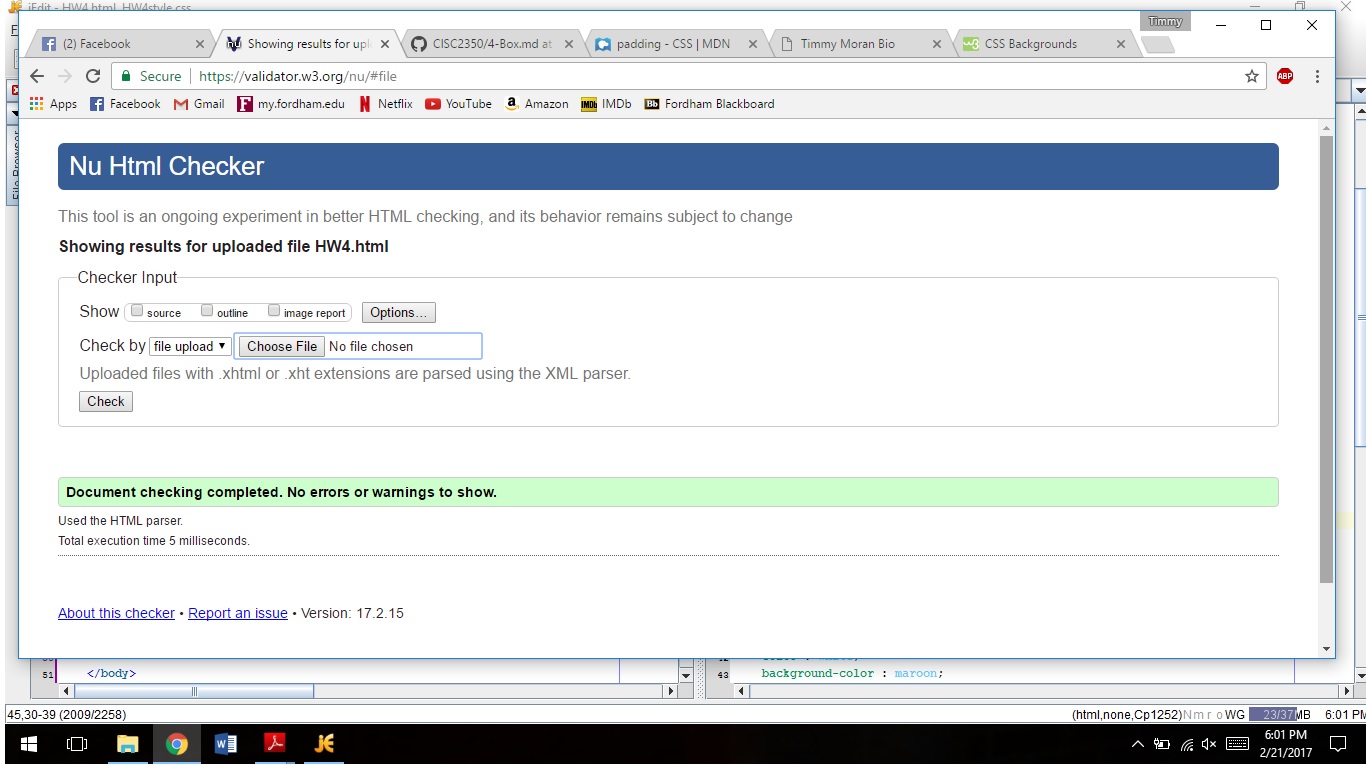 jEdit - HW4.html, HW4style.css
Timmy
(2) Facebook
Showing results for upl
CISC2350/4-Box.md at
padding - CSS | MDN
Timmy Moran Bio
CSS Backgrounds
Secure https://validator.w3.org/nu/#file
ABP
Apps Facebook Gmail my.fordham.edu Netflix YouTube Amazon IMDb Fordham Blackboard
File Browser
Nu Html Checker
This tool is an ongoing experiment in better HTML checking, and its behavior remains subject to change
Showing results for uploaded file HW4.html
Checker Input
Show source outline image report Options...
Check by file upload Choose File No file chosen
Uploaded files with .xhtml or .xht extensions are parsed using the XML parser.
Check
Document checking completed. No errors or warnings to show.
Used the HTML parser.
Total execution time 5 milliseconds.
About this checker • Report an issue • Version: 17.2.15
51 </body>
43 background-color : maroon;
45,30-39 (2009/2258)
(html,none,Cp1252)N m r o WG 23/37MB 6:01 PM
6:01 PM
2/21/2017